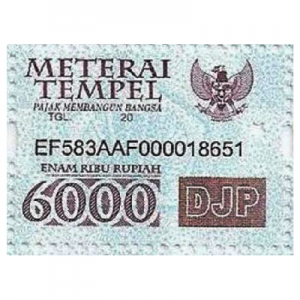 METERAI
TEMPEL
PAJAK MEMBANGUN BANGSA
TGL. 20
EF583AAF000018651
ENAM RIBU RUPIAH
6000 DJP